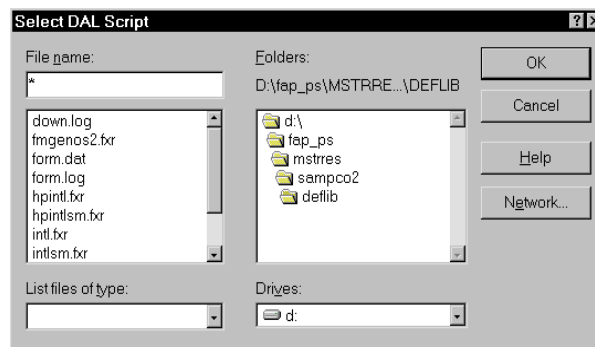 Select DAL Script
File name:
*
down.log
fmgenos2.fxr
form.dat
form.log
hpintl.fxr
hpintlsm.fxr
intl.fxr
intlsm.fxr
List files of type:
Folders:
D:\fap_ps\MSTRRE...\DEFLIB
d:\
fap_ps
mstrres
sampco2
deflib
Drives:
d:
OK
Cancel
Help
Network...